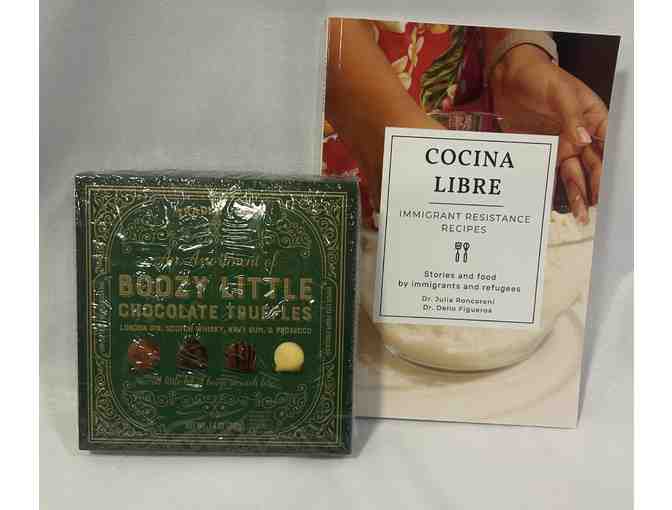 An Assortment of
BOOZY LITTLE
CHOCOLATE TRUFFLES
LONDON GIN, SCOTCH WHISKY, NAVY RUM, & PROSECCO
COCINA
LIBRE
IMMIGRANT RESISTANCE
RECIPES
Stories and food
by immigrants and refugees
Dr. Julia Roncoroni
Dr. Delio Figueroa